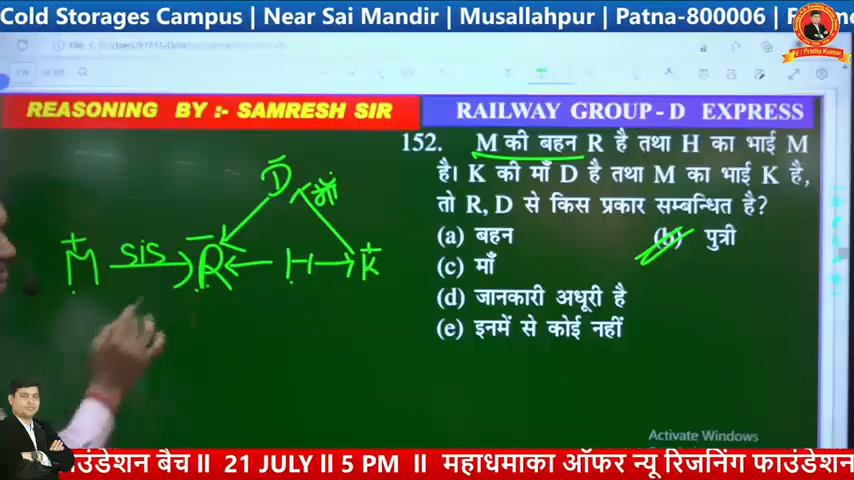 Cold Storages Campus | Near Sai Mandir | Musallahpur | Patna-800006 |
Pradip Kumar
REASONING BY :- SAMRESH SIR
RAILWAY GROUP-D EXPRESS
152. M की बहन R है तथा H का भाई M
है। K की माँ D है तथा M का भाई K है,
तो R, D से किस प्रकार सम्बन्धित है?
(a) बहन (b) पुत्री
(c) माँ
(d) जानकारी अधूरी है
(e) इनमें से कोई नहीं
D माँ
M sis R H K
Activate Windows
उंडेशन बैच II 21 JULY II 5 PM II महाधमाका ऑफर न्यू रिजनिंग फाउंडेशन